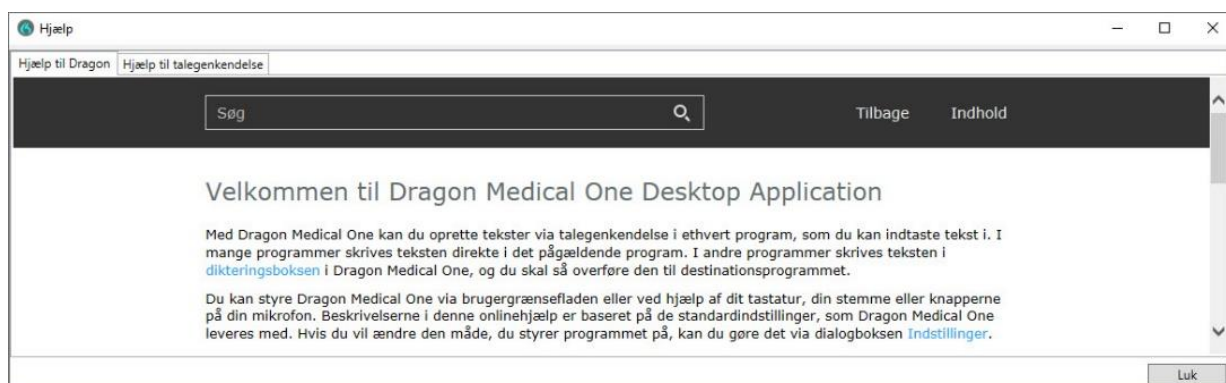 Hjælp
Hjælp til Dragon
Hjælp til talegenkendelse
Søg
Tilbage
Indhold
Velkommen til Dragon Medical One Desktop Application
Med Dragon Medical One kan du oprette tekster via talegenkendelse i ethvert program, som du kan indtaste tekst i. I
mange programmer skrives teksten direkte i det pågældende program. I andre programmer skrives teksten i
dikteringsboksen i Dragon Medical One, og du skal så overføre den til destinationsprogrammet.
Du kan styre Dragon Medical One via brugergrænsefladen eller ved hjælp af dit tastatur, din stemme eller knapperne
på din mikrofon. Beskrivelserne i denne onlinehjælp er baseret på de standardindstillinger, som Dragon Medical One
leveres med. Hvis du vil ændre den måde, du styrer programmet på, kan du gøre det via dialogboksen Indstillinger.
Luk